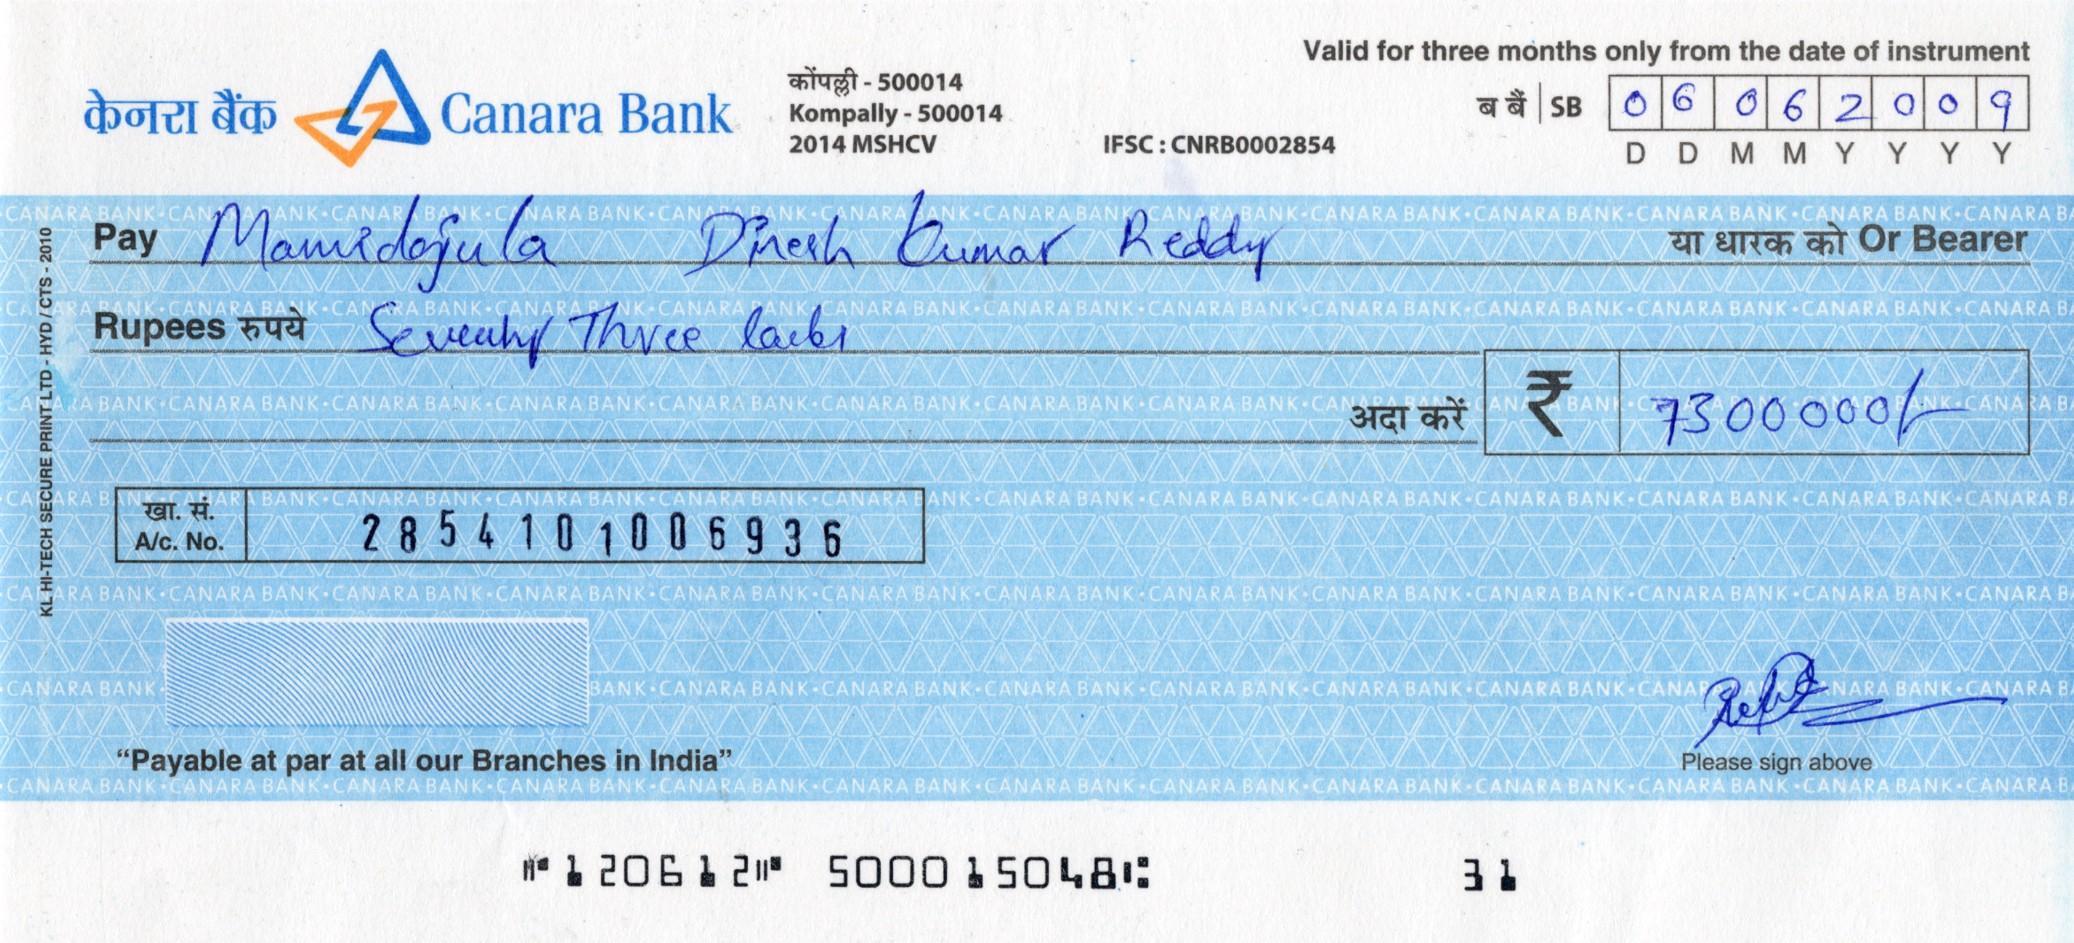 Valid for three months only from the date of instrument
केनरा बैंक Canara Bank
कोंपल्ली - 500014
Kompally - 500014
2014 MSHCV
IFSC : CNRB0002854
ब बैं | SB 0 6 0 6 2 0 0 9
D D M M Y Y Y Y
Pay Mamidojula Dinesh Kumar Reddy या धारक को Or Bearer
Rupees रुपये Seventy Three lacks
अदा करें ₹ 7300000/-
खा. सं.
A/c. No.
2854101006936
KL HI-TECH SECURE PRINT LTD - HYD / CTS - 2010
"Payable at par at all our Branches in India"
Please sign above
⑈120612⑈ 500015048⑆ 31